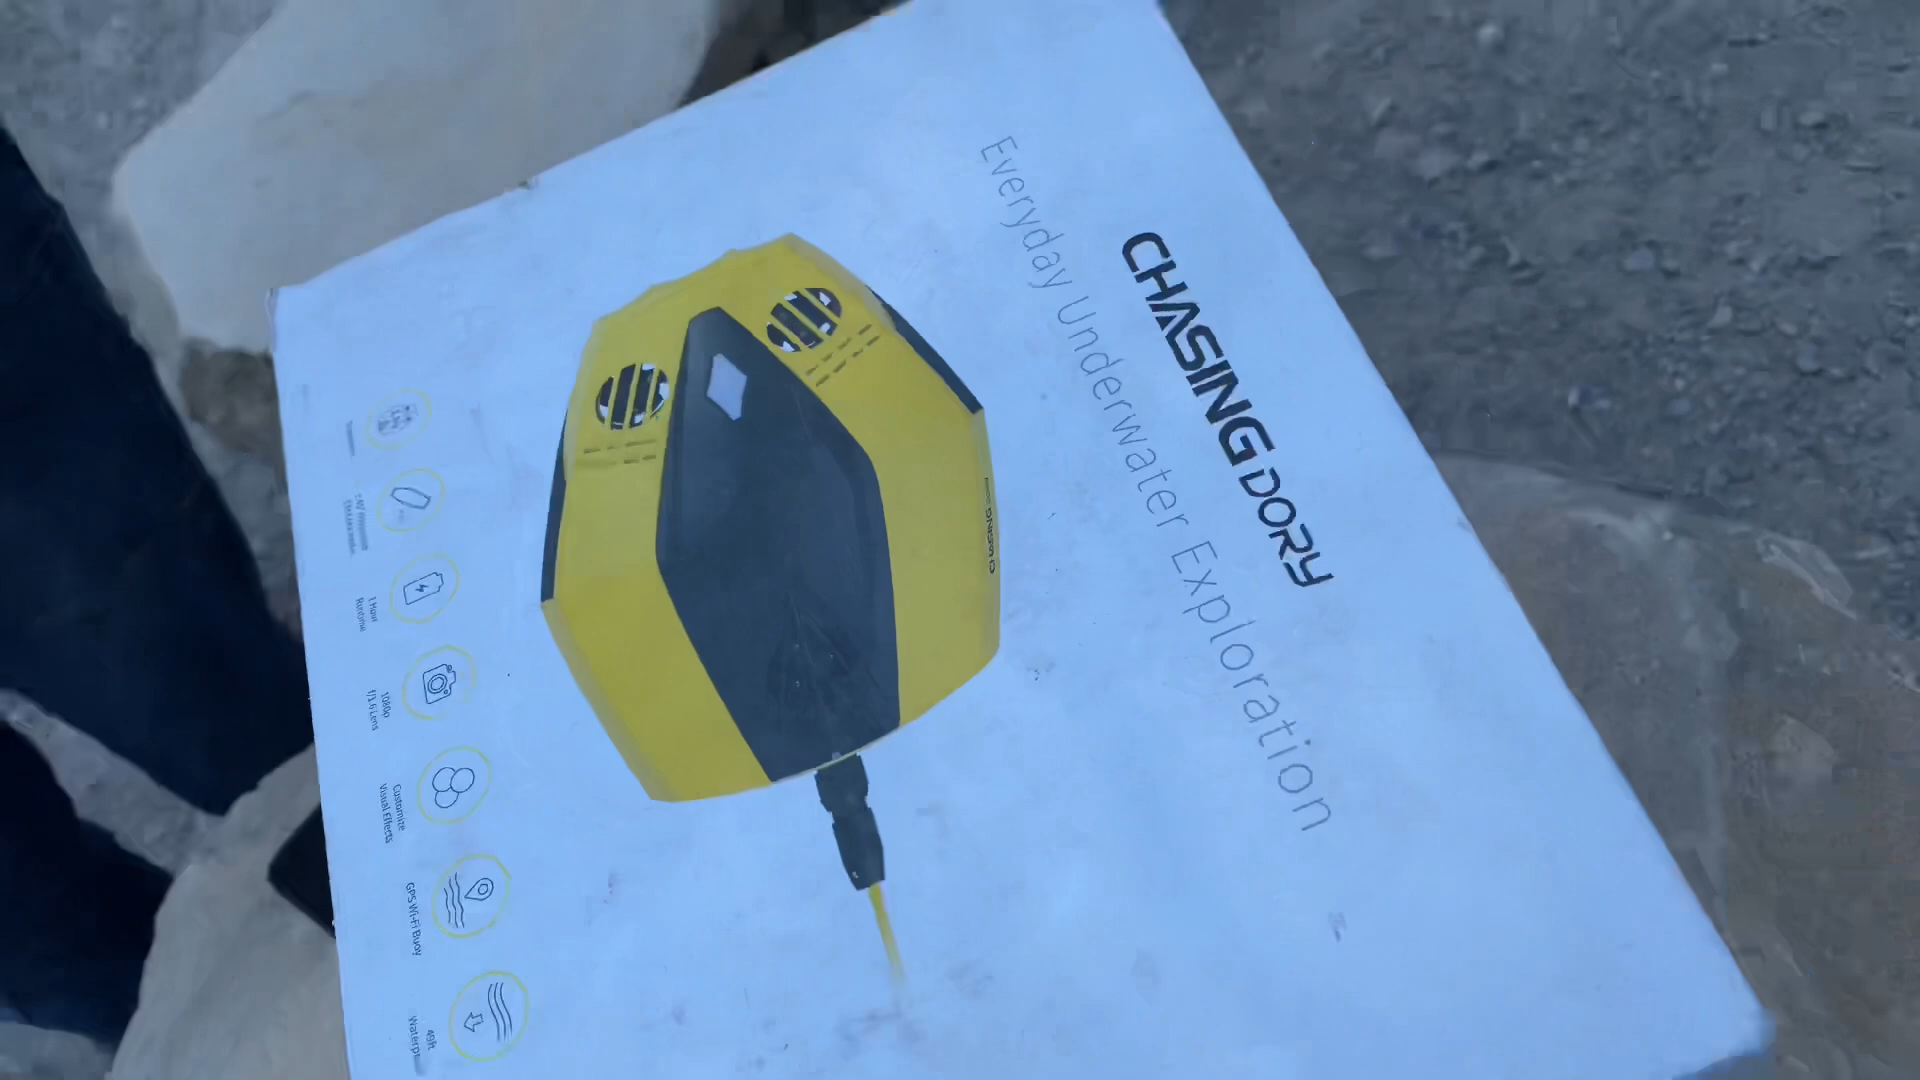 CHASING DORY
Everyday Underwater Exploration
CHASING
1 Hour
Runtime
1080p
f/1.6 Lens
Customize
Visual Effects
GPS Wi-Fi Buoy
49ft